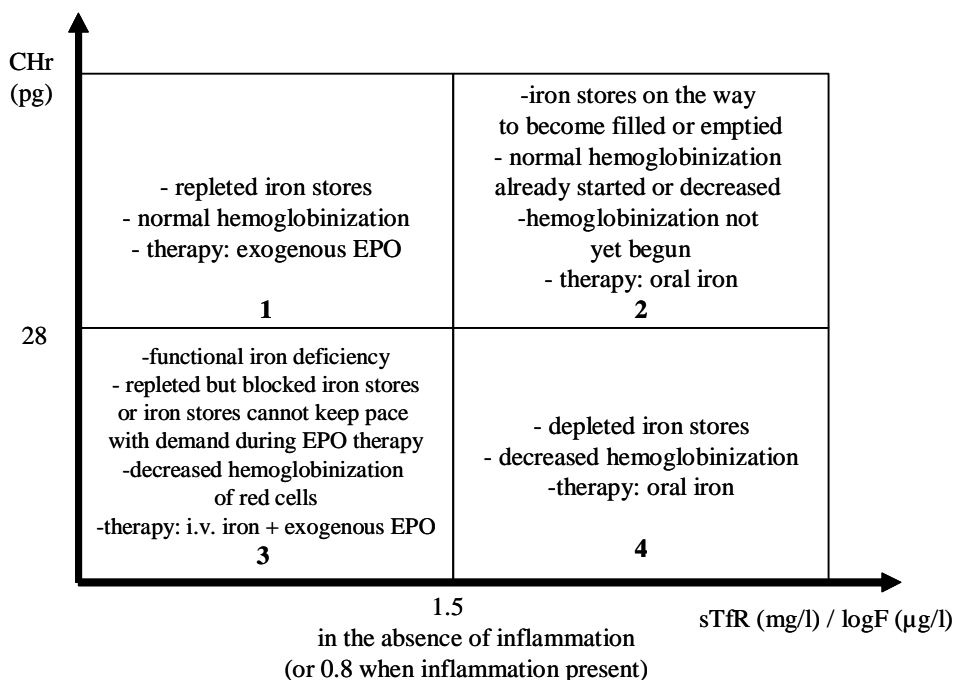 CHr
(pg)
- repleted iron stores
- normal hemoglobinization
- therapy: exogenous EPO
1
-iron stores on the way
to become filled or emptied
- normal hemoglobinization
already started or decreased
-hemoglobinization not
yet begun
- therapy: oral iron
2
28
-functional iron deficiency
- repleted but blocked iron stores
or iron stores cannot keep pace
with demand during EPO therapy
-decreased hemoglobinization
of red cells
-therapy: i.v. iron + exogenous EPO
3
- depleted iron stores
- decreased hemoglobinization
-therapy: oral iron
4
1.5
in the absence of inflammation
(or 0.8 when inflammation present)
sTfR (mg/l) / logF (µg/l)